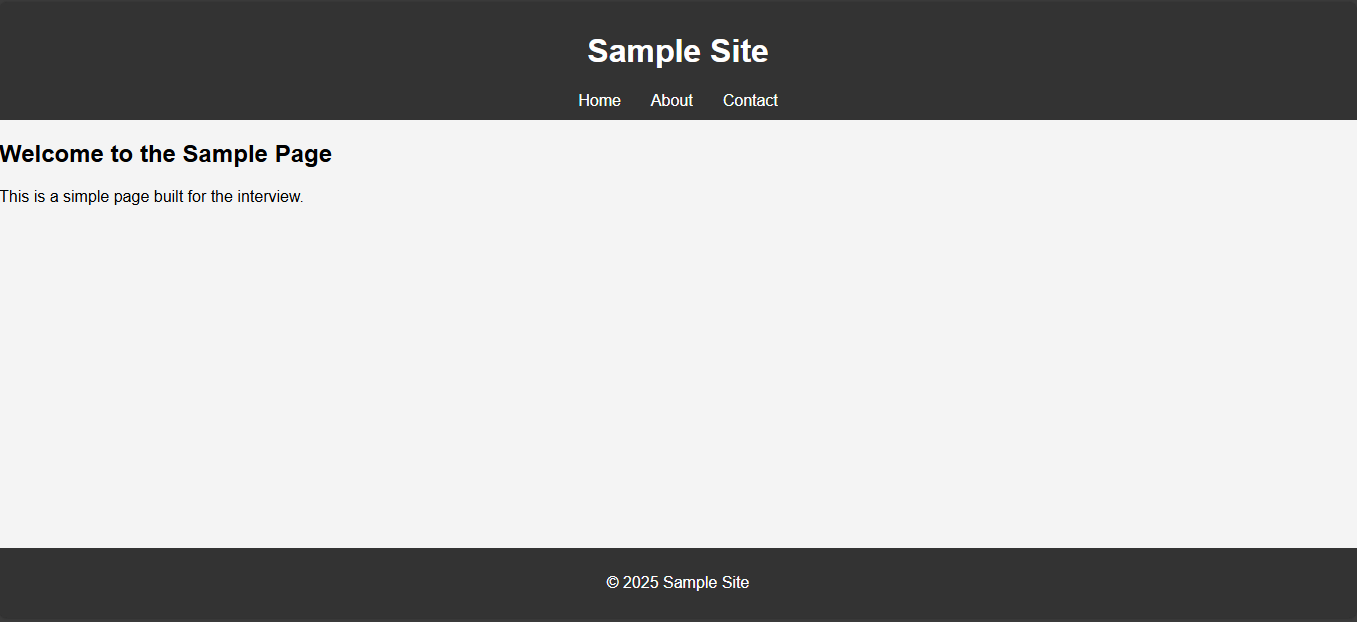 Sample Site
Home About Contact
Welcome to the Sample Page
This is a simple page built for the interview.
© 2025 Sample Site